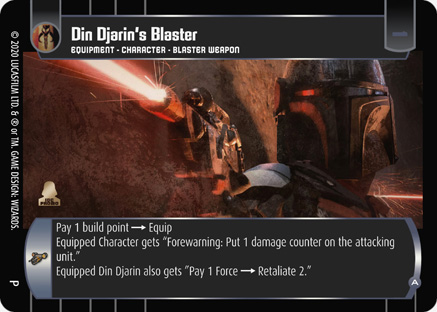 Din Djarin's Blaster
EQUIPMENT - CHARACTER - BLASTER WEAPON
© 2020 LUCASFILM LTD. & ® OR TM. GAME DESIGN: WIZARDS.
Pay 1 build point → Equip
Equipped Character gets "Forewarning: Put 1 damage counter on the attacking
unit."
Equipped Din Djarin also gets "Pay 1 Force → Retaliate 2."
P
A